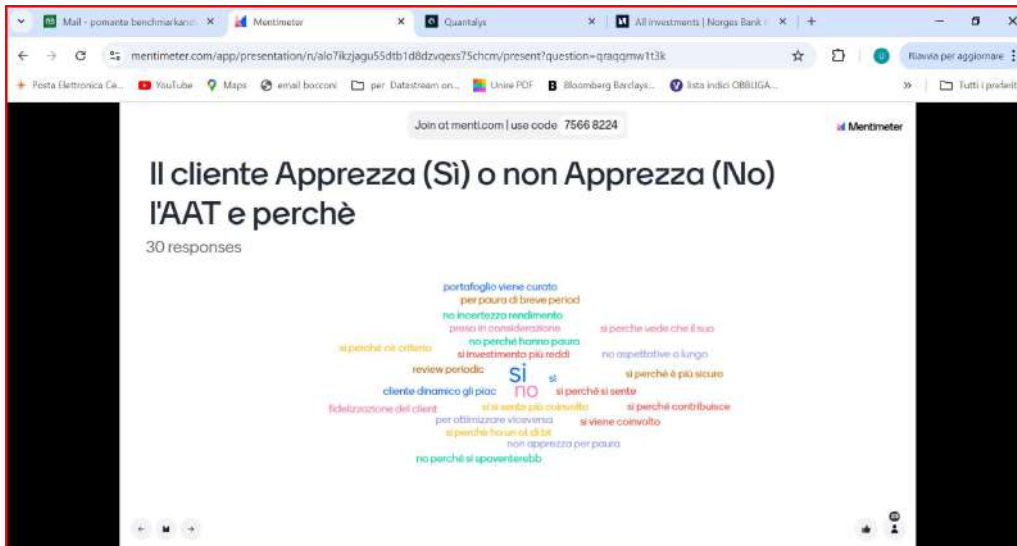 Mail - pomante benchmarkand
Mentimeter
Quantalys
All investments | Norges Bank
mentimeter.com/app/presentation/n/alo7ikzjagu55dtb1d8dzvqexs75chcm/present?question=qraqqmw1t3k
Riavvia per aggiornare
Posta Elettronica Ce...
YouTube
Maps
email bocconi
per Datastream on...
Unire PDF
Bloomberg Barclays...
lista indici OBBLIGA...
Tutti i preferiti
Join at menti.com | use code 7566 8224
Mentimeter
Il cliente Apprezza (Sì) o non Apprezza (No)
l'AAT e perchè
30 responses
portafoglio viene curato
per paura di breve period
no incertezza rendimento
preso in considerazione
si perche vede che il suo
no perché hanno paura
si perché c'è criterio
si investimento più reddi
no aspettative a lungo
review periodic
si
sì
si perché è più sicuro
cliente dinamico gli piac
no
si perché si sente
fidelizzazione del client
sì si sente più coinvolto
si perché contribuisce
per ottimizzare viceversa
si viene coinvolto
si perchè ha un at di bt
non apprezza per paura
no perché si spaventerebb